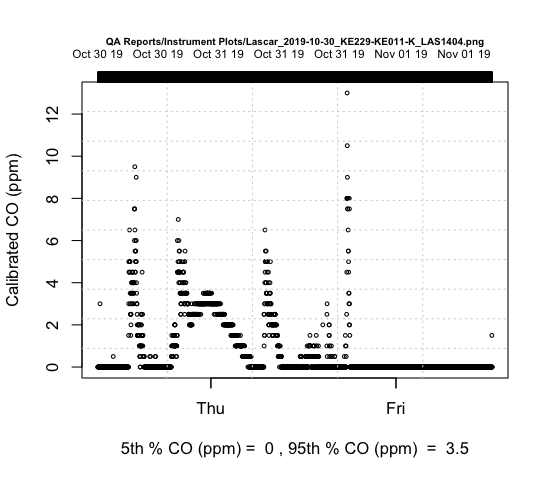 QA Reports/Instrument Plots/Lascar_2019-10-30_KE229-KE011-K_LAS1404.png
Oct 30 19 Oct 30 19 Oct 31 19 Oct 31 19 Oct 31 19 Nov 01 19 Nov 01 19
Calibrated CO (ppm)
12
10
8
6
4
2
0
Thu Fri
5th % CO (ppm) = 0 , 95th % CO (ppm) = 3.5